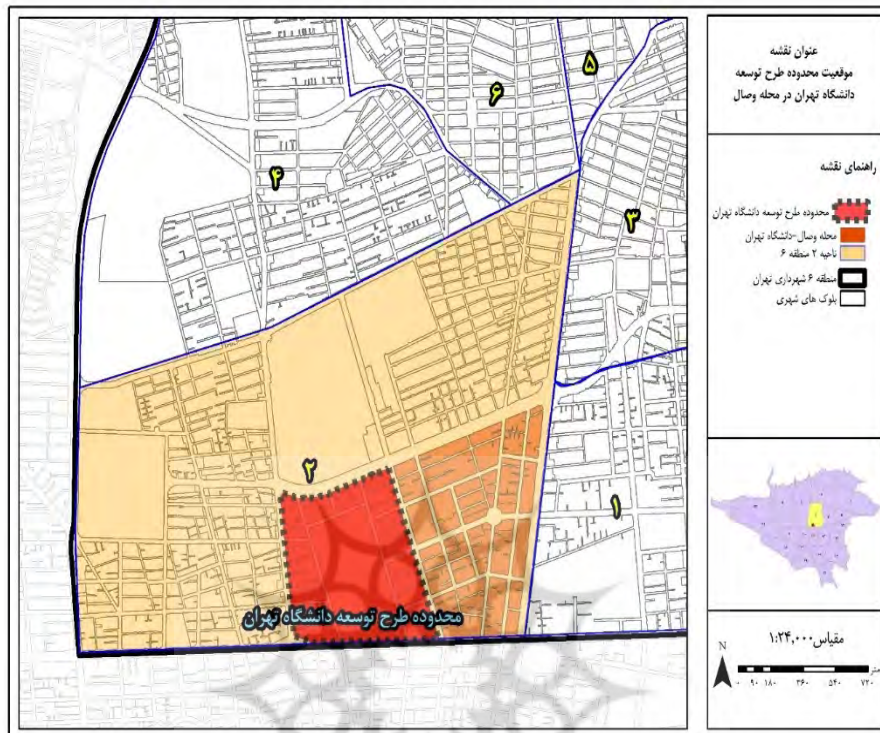 عنوان نقشه
موقعیت محدوده طرح توسعه
دانشگاه تهران در محله وصال
راهنمای نقشه
محدوده طرح توسعه دانشگاه تهران
محله وصال-دانشگاه تهران
ناحیه ۲ منطقه ۶
منطقه ۶ شهرداری تهران
بلوک های شهری
۵
۶
۴
۳
۲
۱
محدوده طرح توسعه دانشگاه تهران
مقیاس ۱:۲۴,۰۰۰
N
متر
۰ ۹۰ ۱۸۰ ۳۶۰ ۵۴۰ ۷۲۰